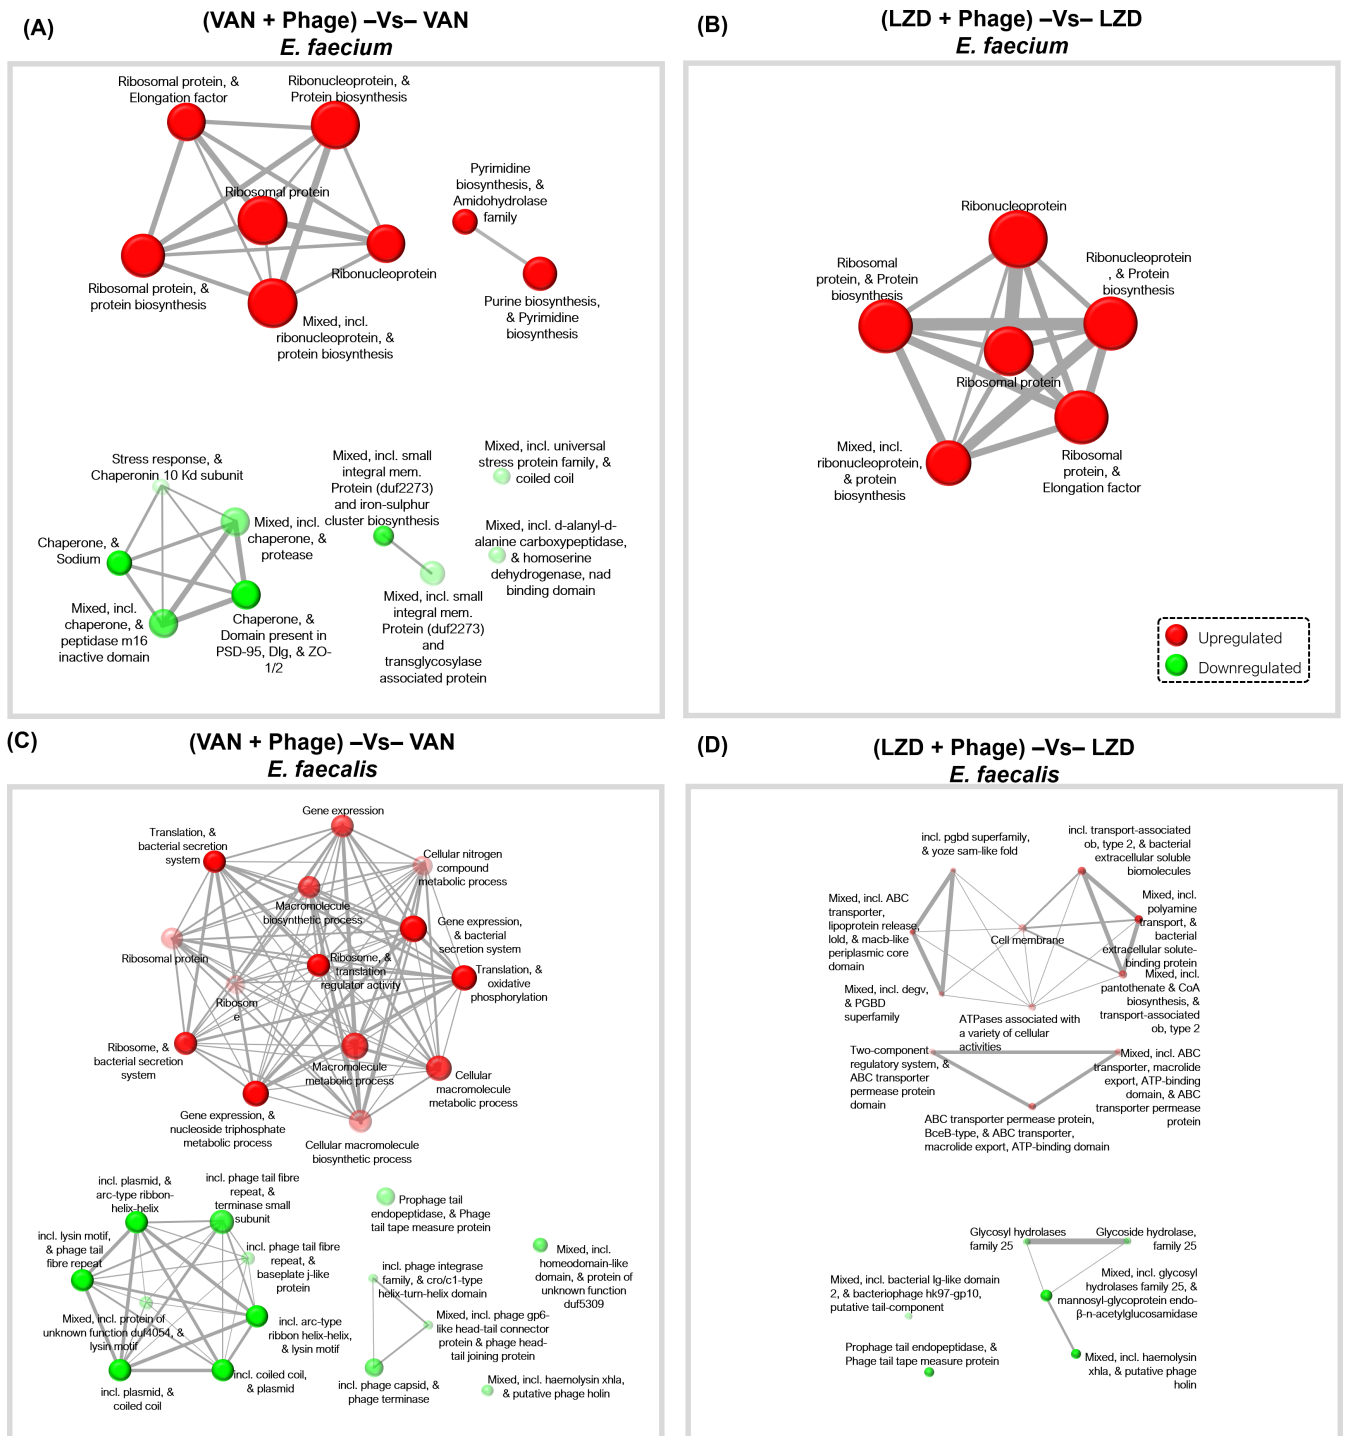 (A)
(VAN + Phage) –Vs– VAN
E. faecium
Ribosomal protein, &
Elongation factor
Ribonucleoprotein, &
Protein biosynthesis
Ribosomal protein
Pyrimidine
biosynthesis, &
Amidohydrolase
family
Ribosomal protein, &
protein biosynthesis
Ribonucleoprotein
Mixed, incl.
ribonucleoprotein, &
protein biosynthesis
Purine biosynthesis,
& Pyrimidine
biosynthesis
Stress response, &
Chaperonin 10 Kd subunit
Mixed, incl.
chaperone, &
protease
Chaperone, &
Sodium
Mixed, incl.
chaperone, &
peptidase m16
inactive domain
Chaperone, &
Domain present in
PSD-95, Dlg, & ZO-
1/2
Mixed, incl. small
integral mem.
Protein (duf2273)
and iron-sulphur
cluster biosynthesis
Mixed, incl. small
integral mem.
Protein (duf2273)
and
transglycosylase
associated protein
Mixed, incl. universal
stress protein family, &
coiled coil
Mixed, incl. d-alanyl-d-
alanine carboxypeptidase,
& homoserine
dehydrogenase, nad
binding domain
(B)
(LZD + Phage) –Vs– LZD
E. faecium
Ribonucleoprotein
Ribosomal
protein, & Protein
biosynthesis
Ribonucleoprotein
, & Protein
biosynthesis
Ribosomal protein
Mixed, incl.
ribonucleoprotein,
& protein
biosynthesis
Ribosomal
protein, &
Elongation factor
Upregulated
Downregulated
(C)
(VAN + Phage) –Vs– VAN
E. faecalis
Gene expression
Translation, &
bacterial secretion
system
Cellular nitrogen
compound
metabolic process
Macromolecule
biosynthetic process
Gene expression,
& bacterial
secretion system
Ribosomal protein
Ribosome, &
translation
regulator activity
Translation, &
oxidative
phosphorylation
Ribosom
e
Ribosome, &
bacterial secretion
system
Macromolecule
metabolic process
Cellular
macromolecule
metabolic process
Gene expression, &
nucleoside triphosphate
metabolic process
Cellular macromolecule
biosynthetic process
incl. plasmid, &
arc-type ribbon-
helix-helix
incl. phage tail fibre
repeat, &
terminase small
subunit
incl. lysin motif,
& phage tail
fibre repeat
incl. phage tail fibre
repeat, &
baseplate j-like
protein
Mixed, incl. protein of
unknown function duf4054, &
lysin motif
incl. arc-type
ribbon helix-helix,
& lysin motif
incl. plasmid, &
coiled coil
incl. coiled coil,
& plasmid
Prophage tail
endopeptidase, & Phage
tail tape measure protein
incl. phage integrase
family, & cro/c1-type
helix-turn-helix domain
Mixed, incl. phage gp6-
like head-tail connector
protein & phage head-
tail joining protein
incl. phage capsid, &
phage terminase
Mixed, incl.
homeodomain-like
domain, & protein of
unknown function
duf5309
Mixed, incl. haemolysin xhla,
& putative phage holin
(D)
(LZD + Phage) –Vs– LZD
E. faecalis
incl. pgbd superfamily,
& yoze sam-like fold
incl. transport-associated
ob, type 2, & bacterial
extracellular soluble
biomolecules
Mixed, incl. ABC
transporter,
lipoprotein release,
lold, & macb-like
periplasmic core
domain
Cell membrane
Mixed, incl.
polyamine
transport, &
bacterial
extracellular solute-
binding protein
Mixed, incl. degv,
& PGBD
superfamily
Mixed, incl.
pantothenate & CoA
biosynthesis, &
transport-associated
ob, type 2
ATPases associated with
a variety of cellular
activities
Two-component
regulatory system, &
ABC transporter
permease protein
domain
Mixed, incl. ABC
transporter, macrolide
export, ATP-binding
domain, & ABC
transporter permease
protein
ABC transporter permease protein,
BceB-type, & ABC transporter,
macrolide export, ATP-binding domain
Glycosyl hydrolases
family 25
Glycoside hydrolase,
family 25
Mixed, incl. bacterial Ig-like domain
2, & bacteriophage hk97-gp10,
putative tail-component
Mixed, incl. glycosyl
hydrolases family 25, &
mannosyl-glycoprotein endo-
β-n-acetylglucosamidase
Prophage tail endopeptidase, &
Phage tail tape measure protein
Mixed, incl. haemolysin
xhla, & putative phage
holin